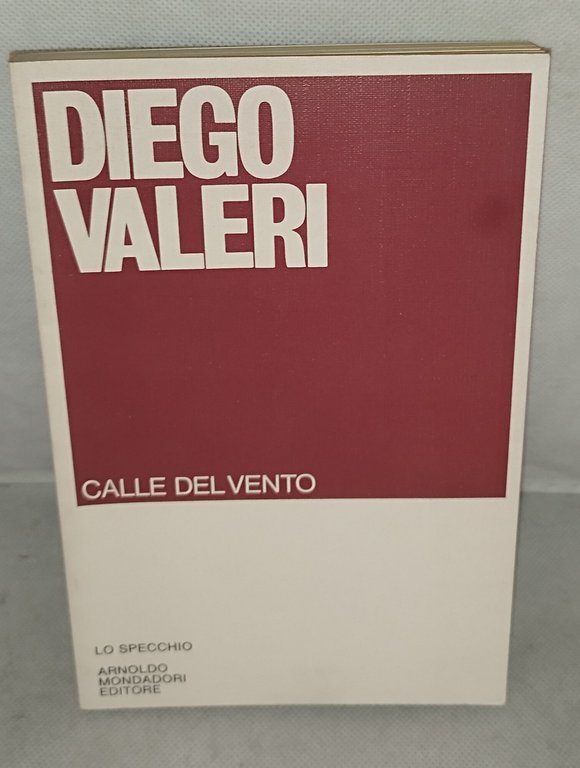 DIEGO
VALERI
CALLE DEL VENTO
LO SPECCHIO
ARNOLDO
MONDADORI
EDITORE